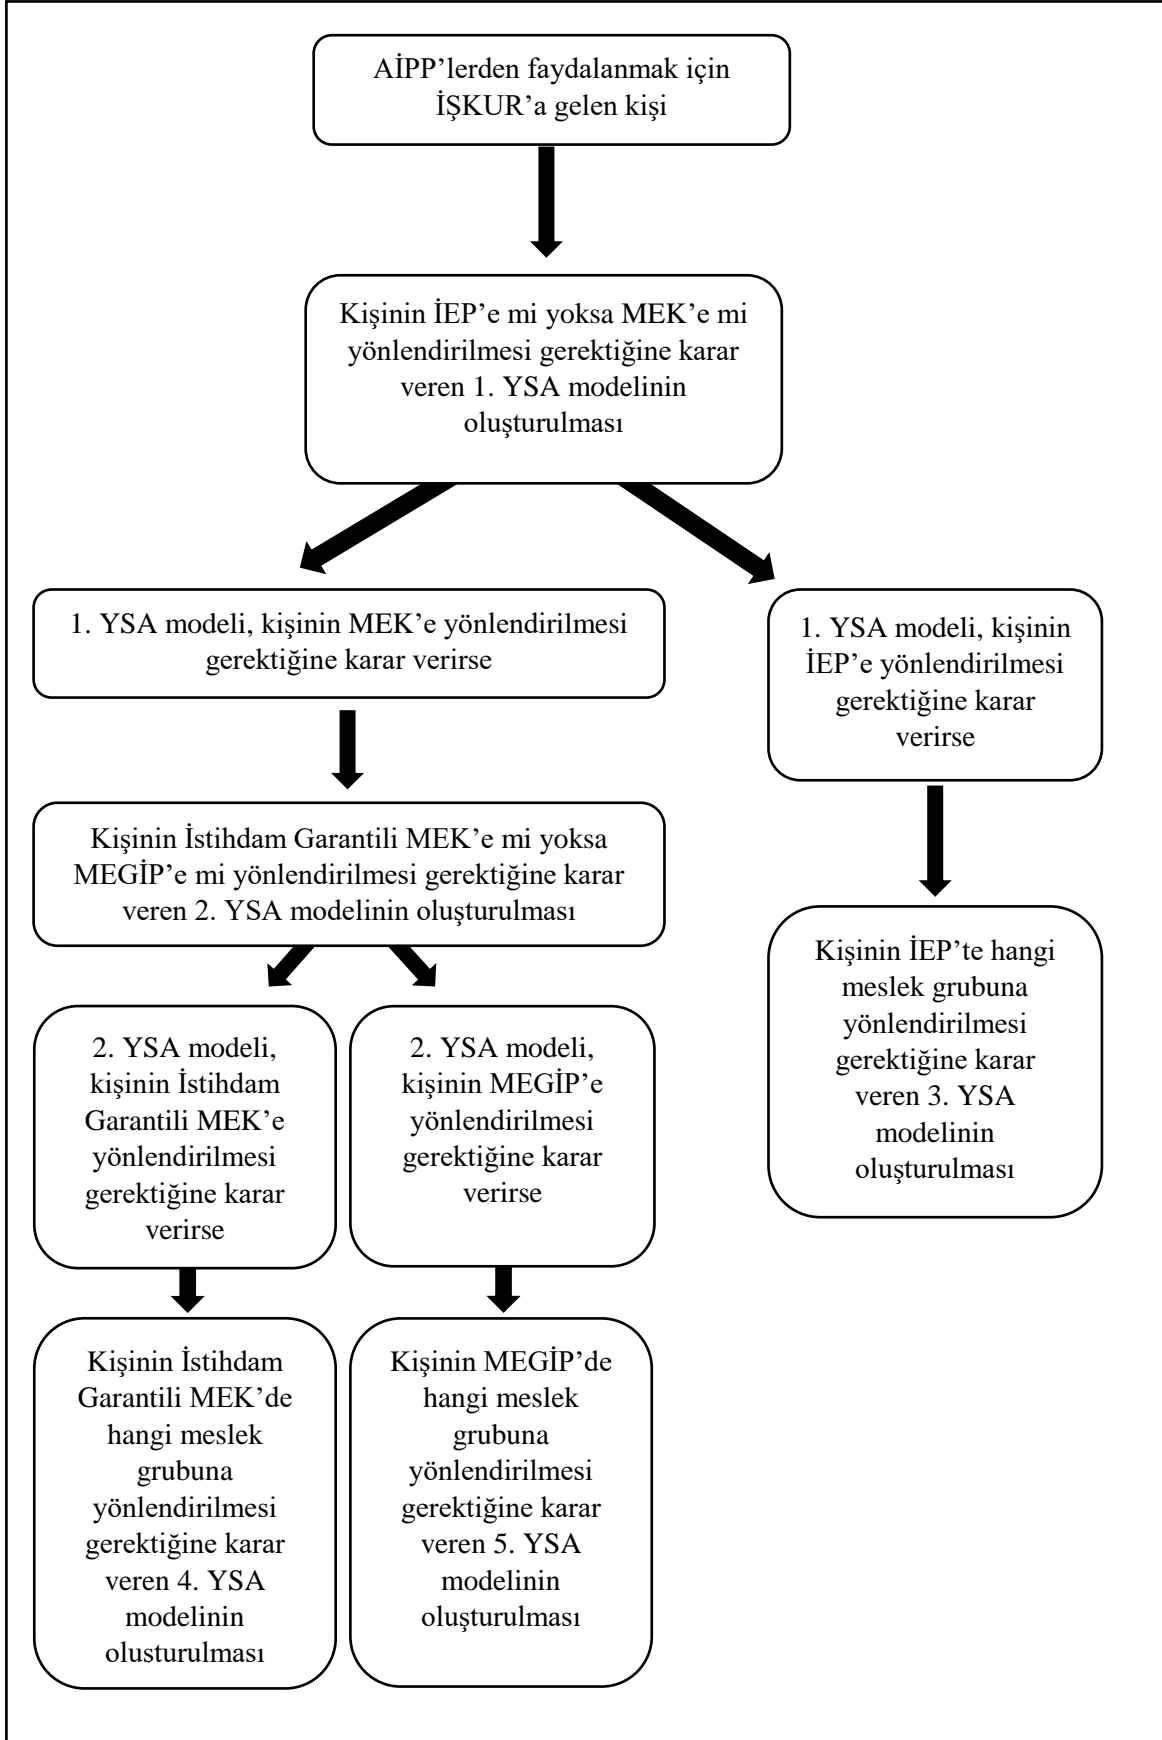 AİPP’lerden faydalanmak için
İŞKUR’a gelen kişi
Kişinin İEP’e mi yoksa MEK’e mi
yönlendirilmesi gerektiğine karar
veren 1. YSA modelinin
oluşturulması
1. YSA modeli, kişinin MEK’e yönlendirilmesi
gerektiğine karar verirse
1. YSA modeli, kişinin
İEP’e yönlendirilmesi
gerektiğine karar
verirse
Kişinin İstihdam Garantili MEK’e mi yoksa
MEGİP’e mi yönlendirilmesi gerektiğine karar
veren 2. YSA modelinin oluşturulması
Kişinin İEP’te hangi
meslek grubuna
yönlendirilmesi
gerektiğine karar
veren 3. YSA
modelinin
oluşturulması
2. YSA modeli,
kişinin İstihdam
Garantili MEK’e
yönlendirilmesi
gerektiğine karar
verirse
2. YSA modeli,
kişinin MEGİP’e
yönlendirilmesi
gerektiğine karar
verirse
Kişinin İstihdam
Garantili MEK’de
hangi meslek
grubuna
yönlendirilmesi
gerektiğine karar
veren 4. YSA
modelinin
olusturulması
Kişinin MEGİP’de
hangi meslek
grubuna
yönlendirilmesi
gerektiğine karar
veren 5. YSA
modelinin
oluşturulması